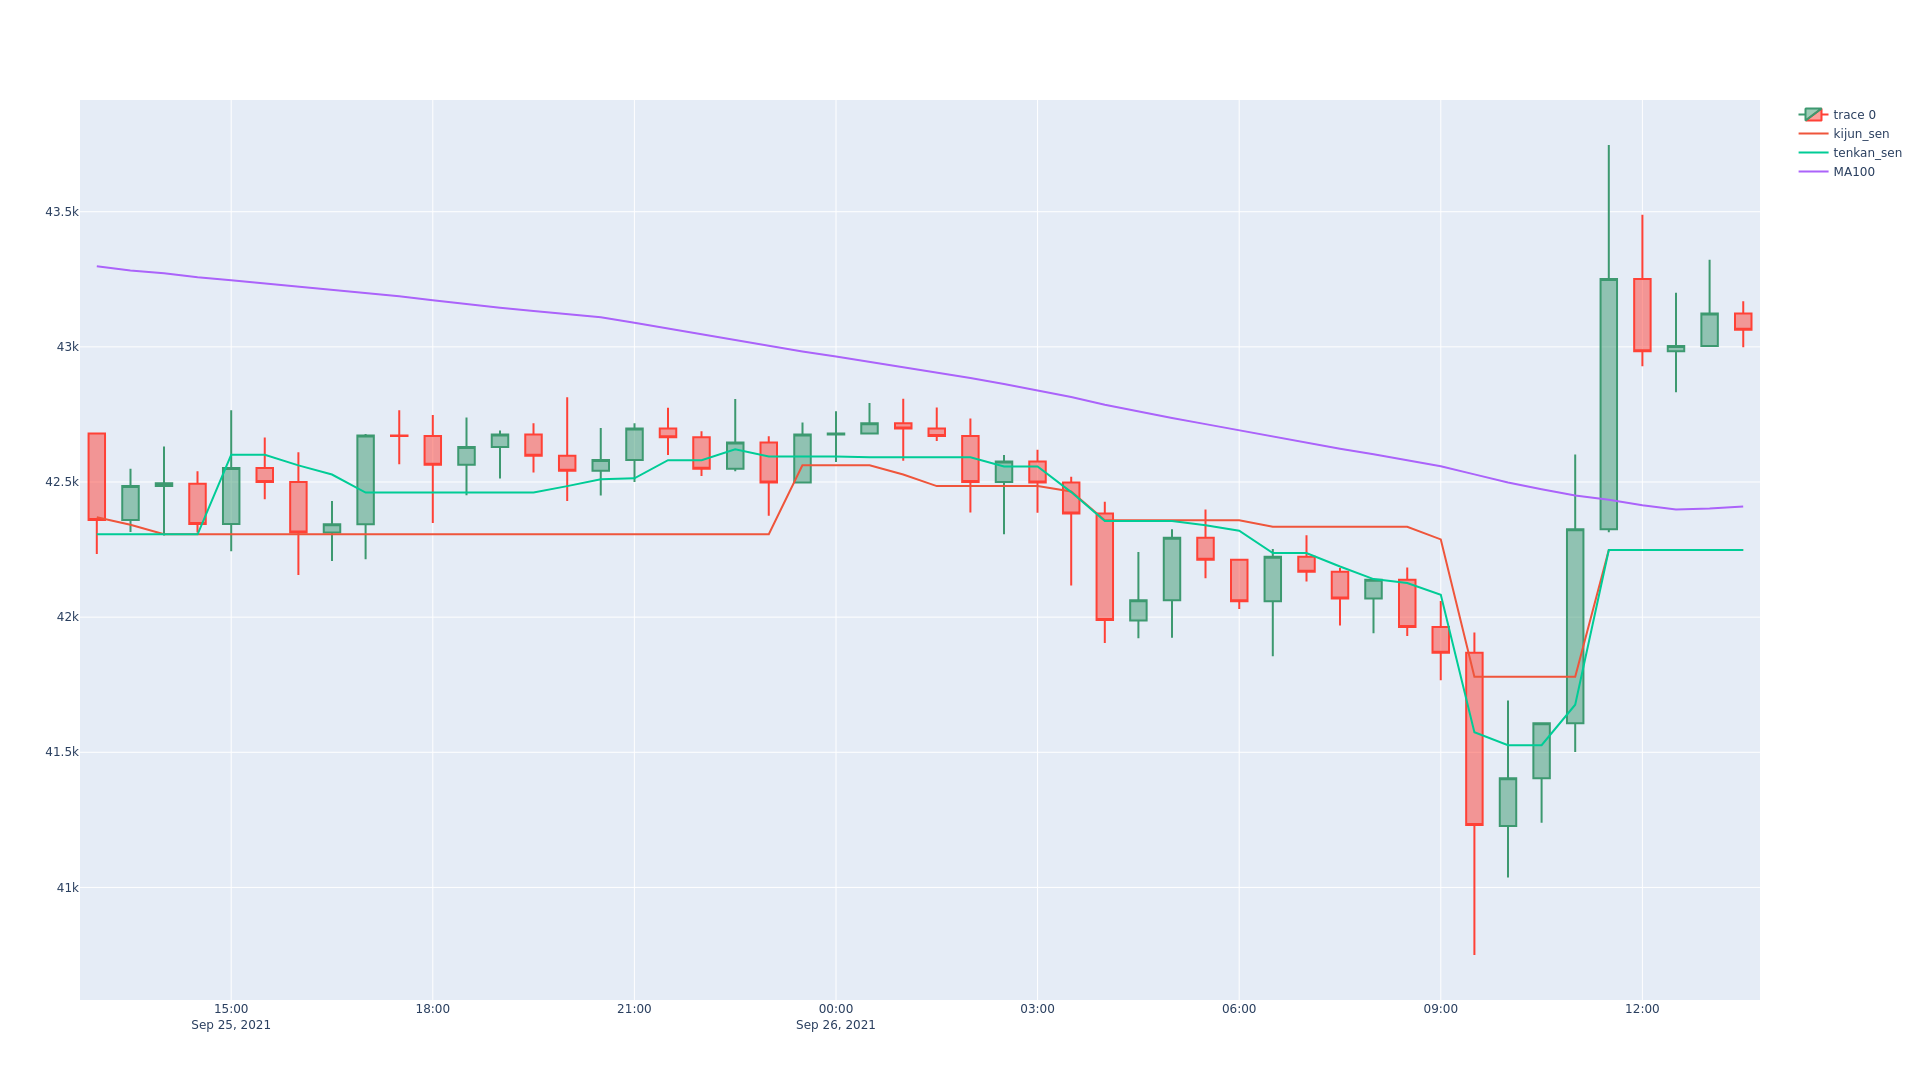 trace 0
kijun_sen
tenkan_sen
MA100
43.5k
43k
42.5k
42k
41.5k
41k
15:00 18:00 21:00 00:00 03:00 06:00 09:00 12:00
Sep 25, 2021 Sep 26, 2021